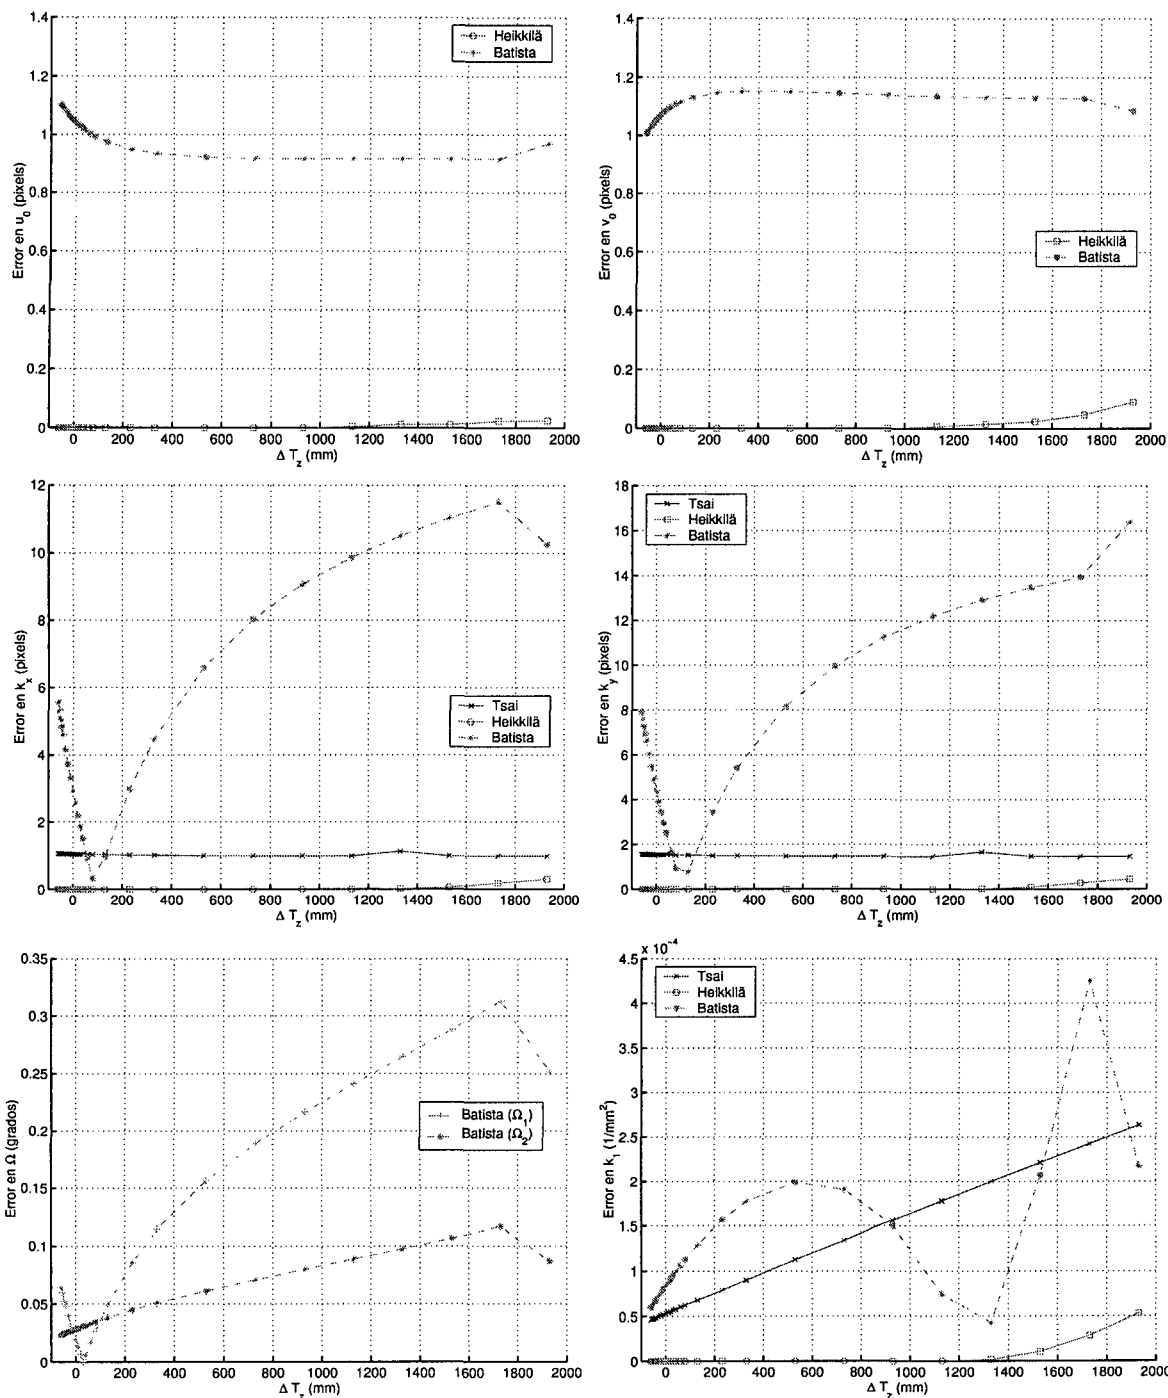 1.4
1.2
1
0.8
0.6
0.4
0.2
0
Error en u0 (pixels)
Heikkilä
Batista
0 200 400 600 800 1000 1200 1400 1600 1800 2000
Δ Tz (mm)
1.4
1.2
1
0.8
0.6
0.4
0.2
0
Error en v0 (pixels)
Heikkilä
Batista
0 200 400 600 800 1000 1200 1400 1600 1800 2000
Δ Tz (mm)
12
10
8
6
4
2
0
Error en kx (pixels)
Tsai
Heikkilä
Batista
0 200 400 600 800 1000 1200 1400 1600 1800 2000
Δ Tz (mm)
18
16
14
12
10
8
6
4
2
0
Error en ky (pixels)
Tsai
Heikkilä
Batista
0 200 400 600 800 1000 1200 1400 1600 1800 2000
Δ Tz (mm)
0.35
0.3
0.25
0.2
0.15
0.1
0.05
0
Error en Ω (grados)
Batista (Ω1)
Batista (Ω2)
0 200 400 600 800 1000 1200 1400 1600 1800 2000
Δ Tz (mm)
x 10⁻⁴
4.5
4
3.5
3
2.5
2
1.5
1
0.5
0
Error en k1 (1/mm²)
Tsai
Heikkilä
Batista
0 200 400 600 800 1000 1200 1400 1600 1800 2000
Δ Tz (mm)